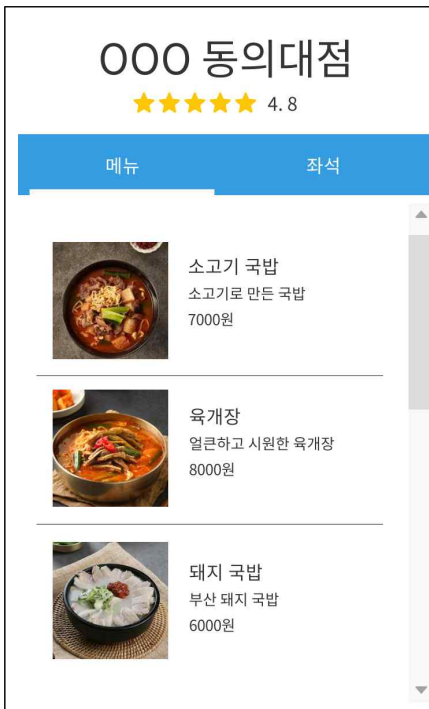 OOO 동의대점
4.8
메뉴 좌석
소고기 국밥
소고기로 만든 국밥
7000원
육개장
얼큰하고 시원한 육개장
8000원
돼지 국밥
부산 돼지 국밥
6000원